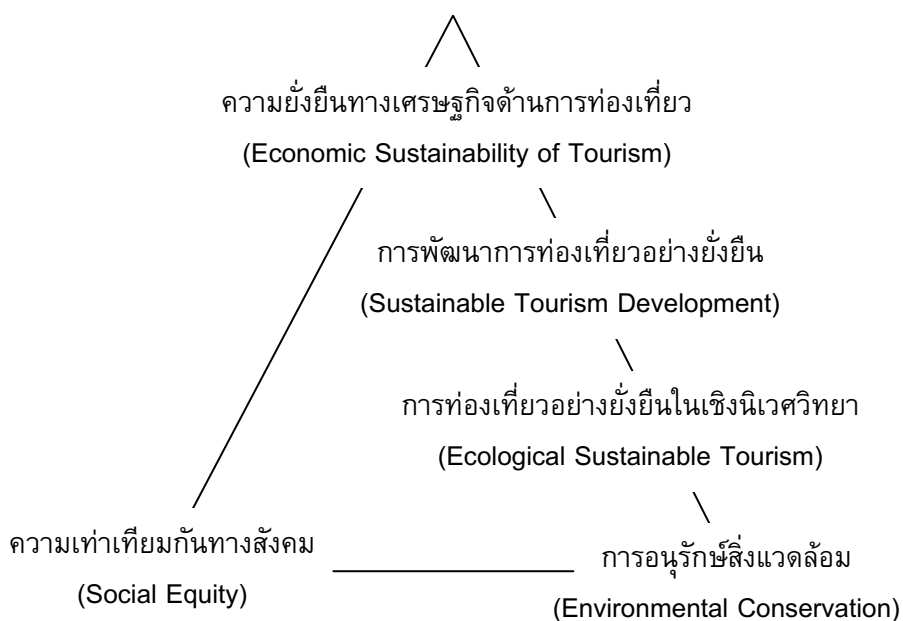 ความยั่งยืนทางเศรษฐกิจด้านการท่องเที่ยว
(Economic Sustainability of Tourism)
การพัฒนาการท่องเที่ยวอย่างยั่งยืน
(Sustainable Tourism Development)
การท่องเที่ยวอย่างยั่งยืนในเชิงนิเวศวิทยา
(Ecological Sustainable Tourism)
ความเท่าเทียมกันทางสังคม
(Social Equity)
การอนุรักษ์สิ่งแวดล้อม
(Environmental Conservation)